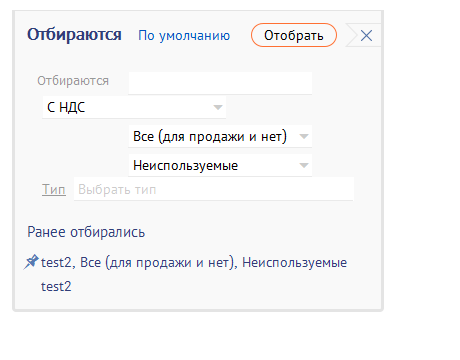 Отбираются По умолчанию Отобрать
Отбираются
С НДС
Все (для продажи и нет)
Неиспользуемые
Тип Выбрать тип
Ранее отбирались
test2, Все (для продажи и нет), Неиспользуемые
test2